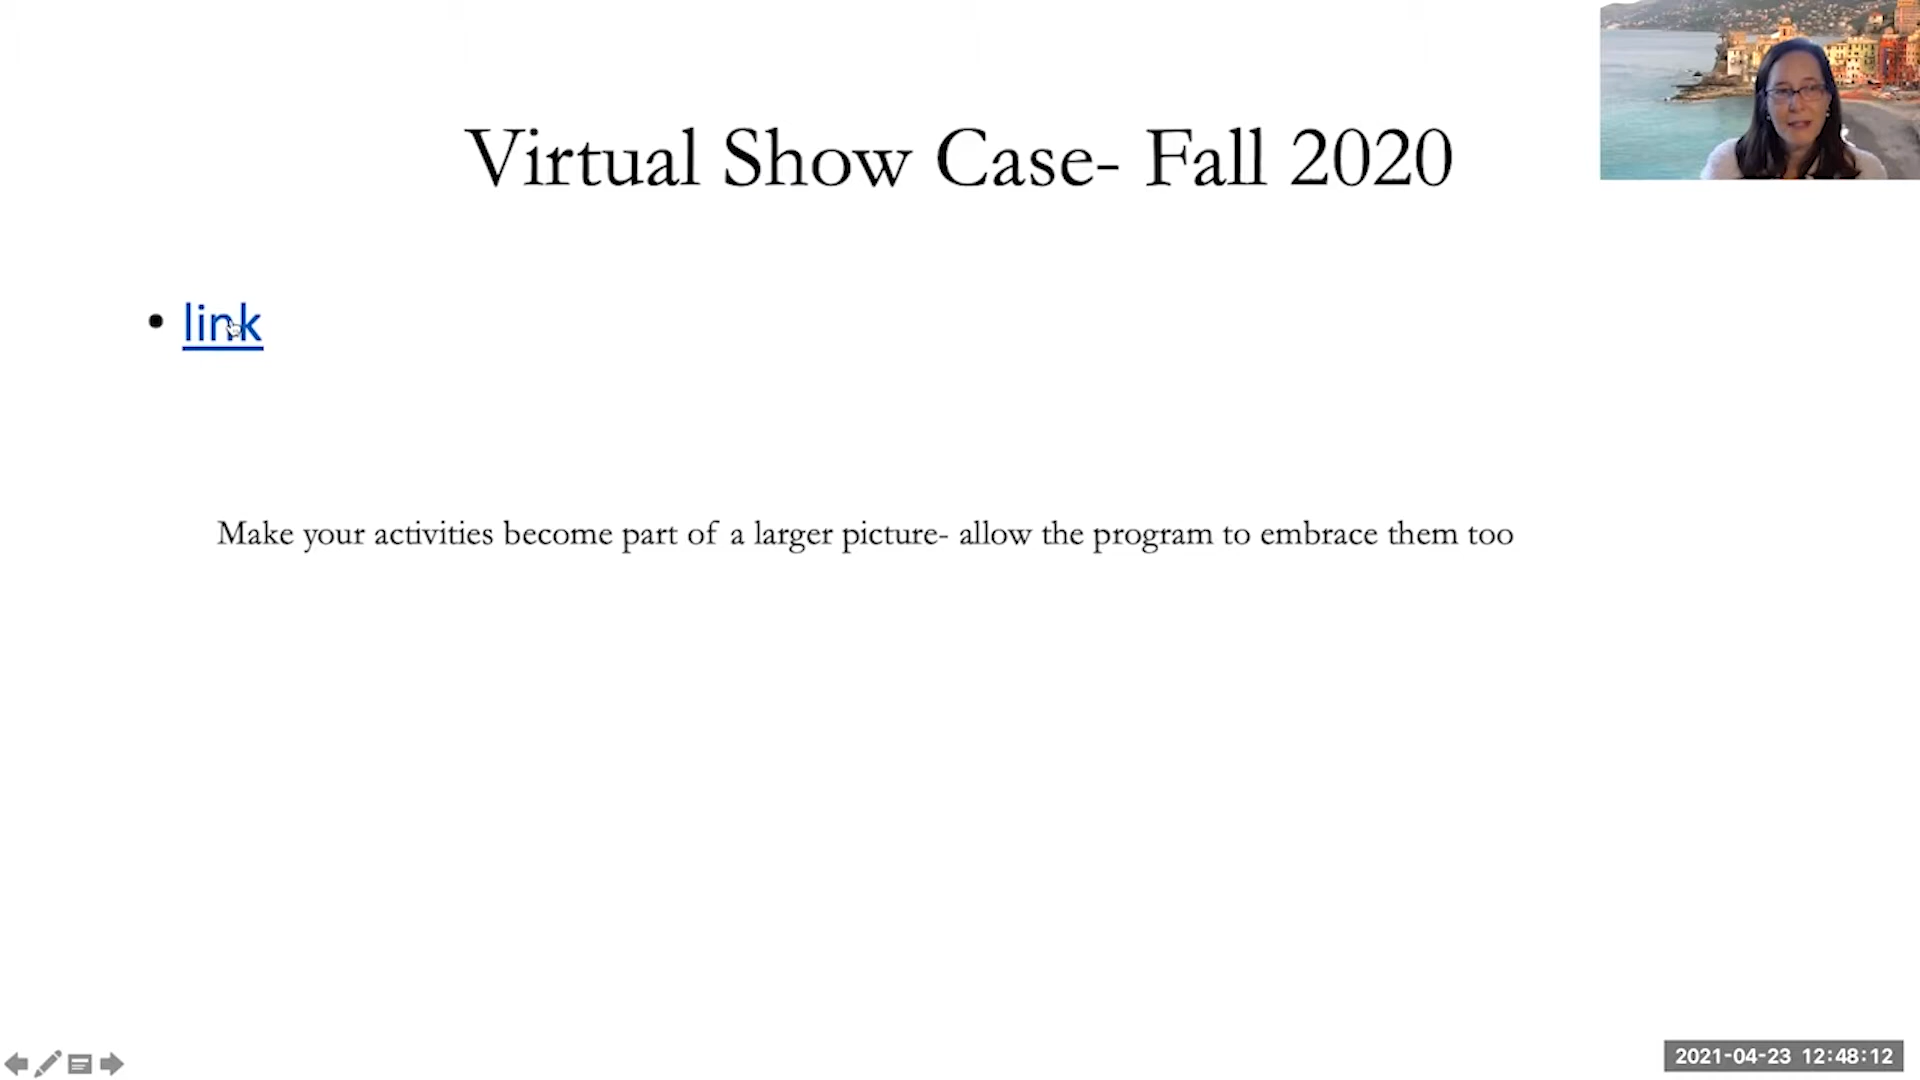 Virtual Show Case- Fall 2020
• link
Make your activities become part of a larger picture- allow the program to embrace them too
2021-04-23 12:48:12